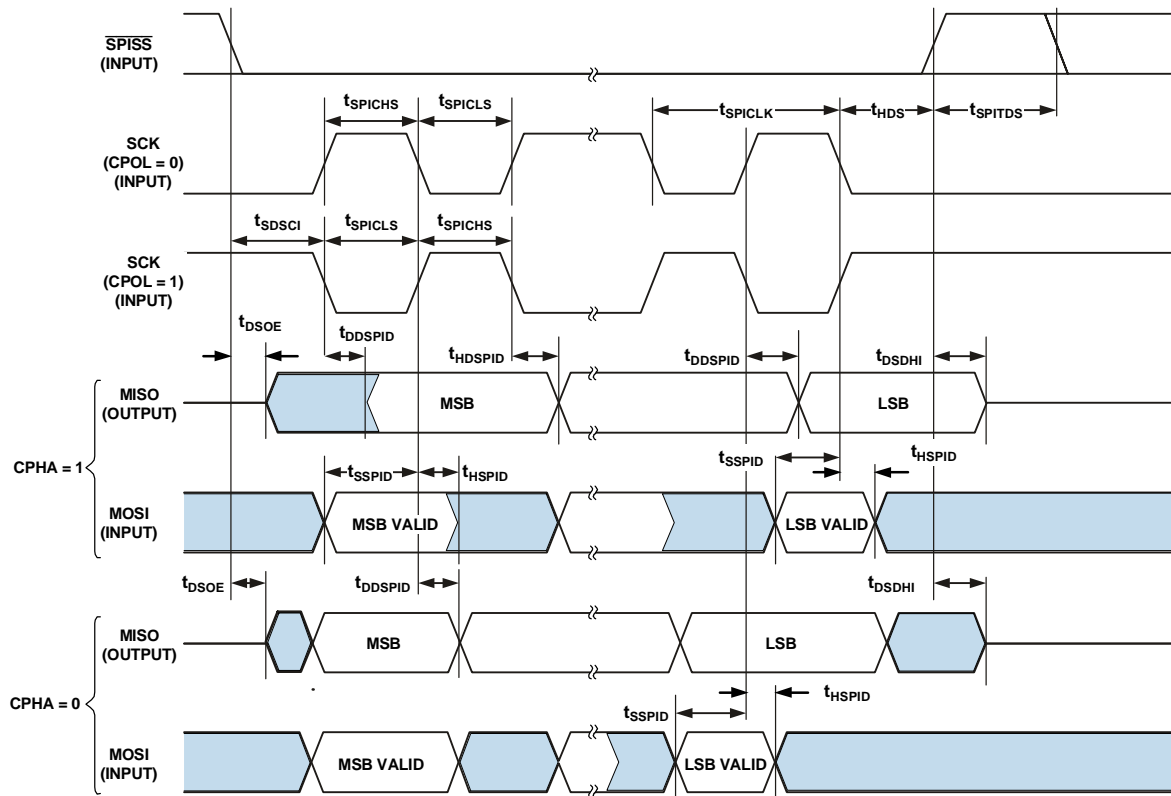 SPISS
(INPUT)
tSPICHS tSPICLS tSPICLK tHDS tSPITDS
SCK
(CPOL = 0)
(INPUT)
tSDSCI tSPICLS tSPICHS
SCK
(CPOL = 1)
(INPUT)
tDSOE tDDSPID tHDSPID tDDSPID tDSDHI
CPHA = 1
MISO
(OUTPUT)
MSB LSB
tSSPID tHSPID tSSPID tHSPID
MOSI
(INPUT)
MSB VALID LSB VALID
tDSOE tDDSPID tDSDHI
CPHA = 0
MISO
(OUTPUT)
MSB LSB
tSSPID tHSPID
MOSI
(INPUT)
MSB VALID LSB VALID